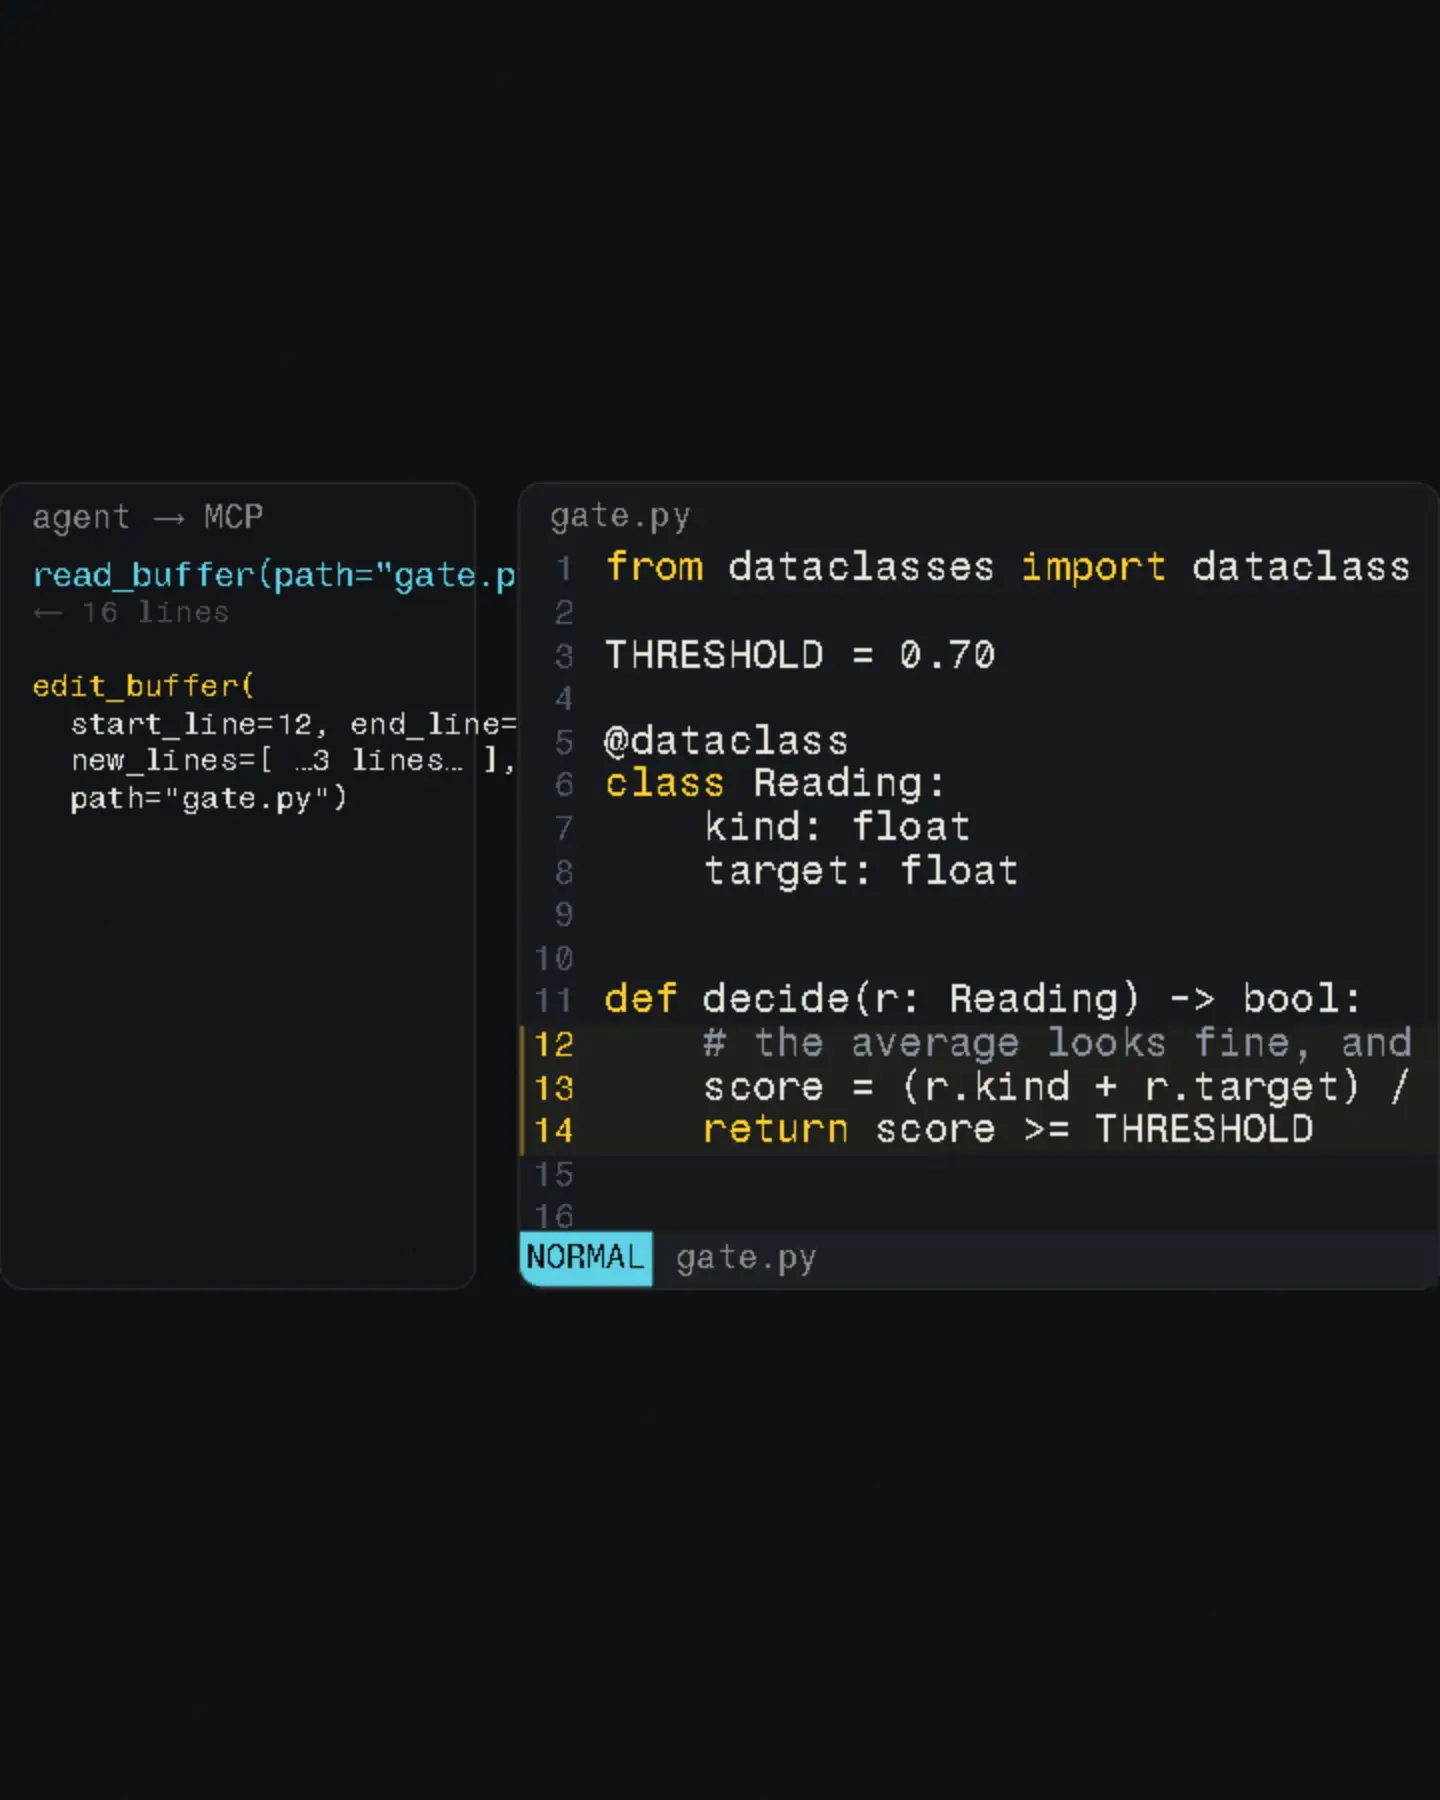 agent → MCP
read_buffer(path="gate.p
← 16 lines
edit_buffer(
start_line=12, end_line=
new_lines=[ …3 lines… ],
path="gate.py")
gate.py
1 from dataclasses import dataclass
2
3 THRESHOLD = 0.70
4
5 @dataclass
6 class Reading:
7 kind: float
8 target: float
9
10
11 def decide(r: Reading) -> bool:
12 # the average looks fine, and
13 score = (r.kind + r.target) /
14 return score >= THRESHOLD
15
16
NORMAL gate.py